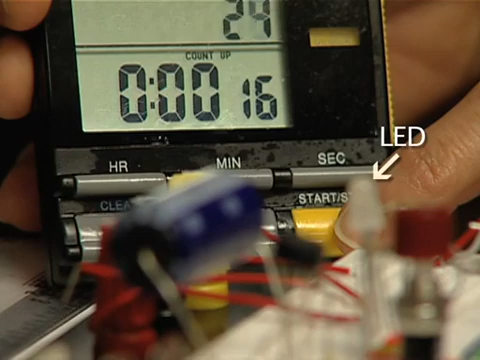 24
COUNT UP
0:00 16
LED
HR MIN SEC
CLEA
START/S